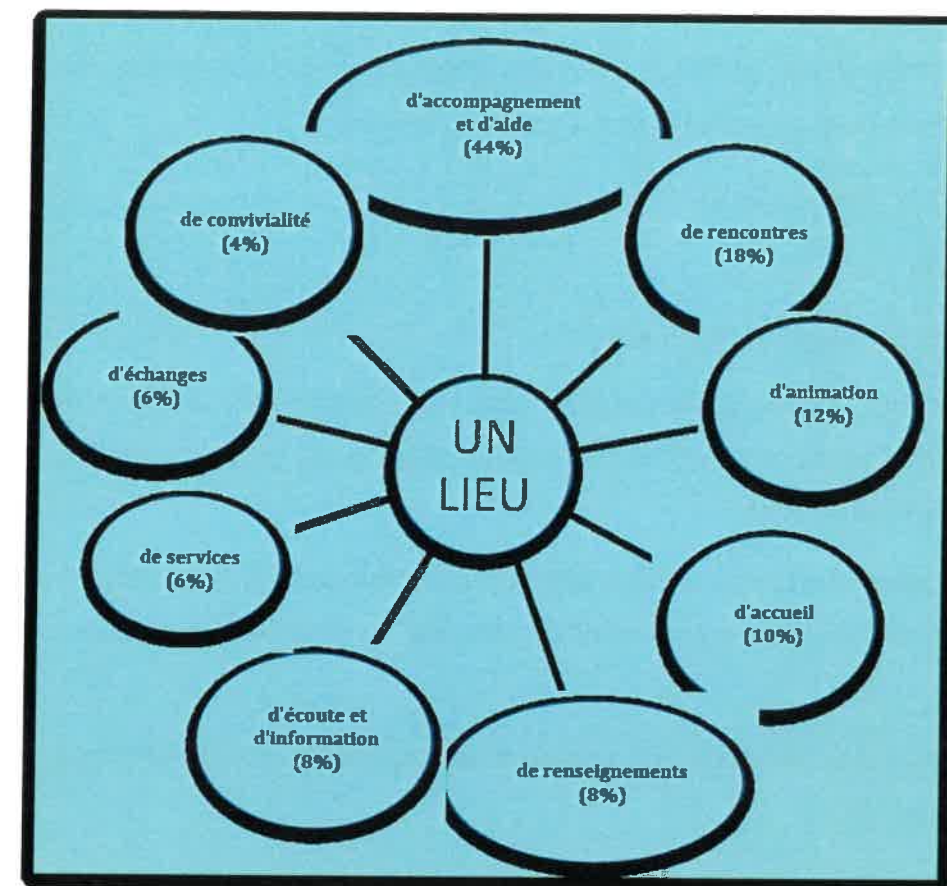 d'accompagnement
et d'aide
(44%)
de convivialité
(4%)
de rencontres
(18%)
d'échanges
(6%)
d'animation
(12%)
UN
LIEU
de services
(6%)
d'accueil
(10%)
d'écoute et
d'information
(8%)
de renseignements
(8%)